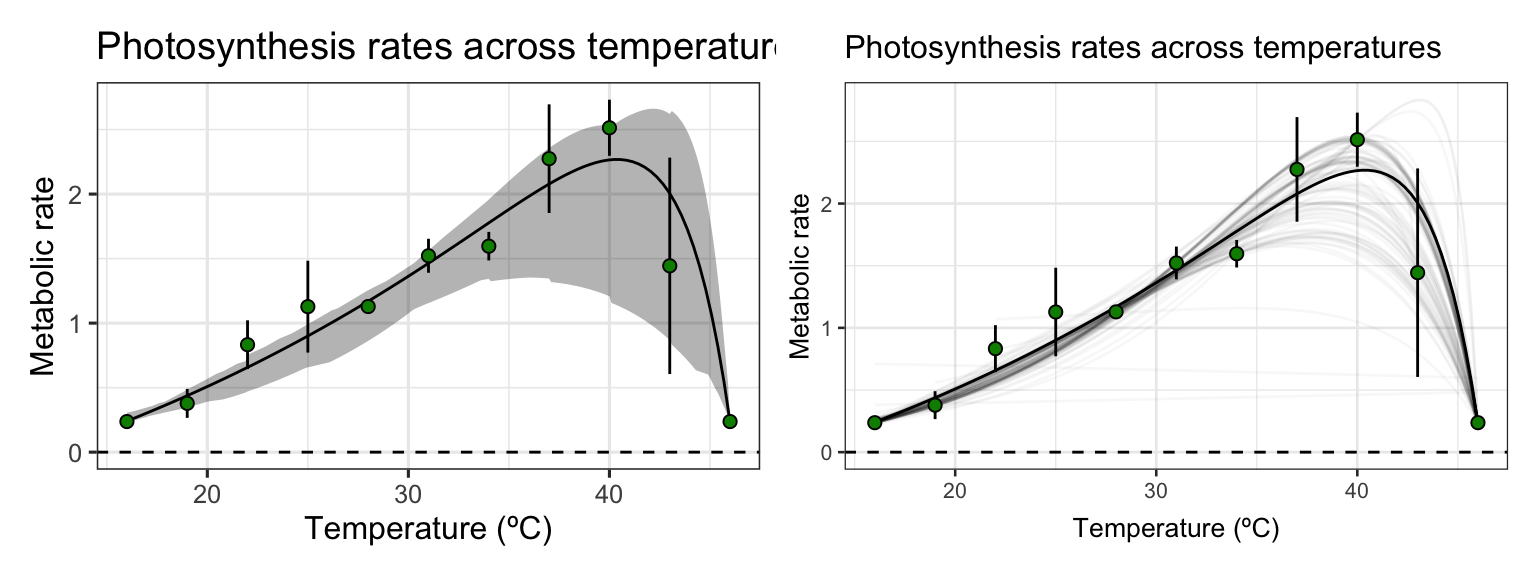 Photosynthesis rates across temperatur
Metabolic rate
2
1
0
20 30 40
Temperature (ºC)
Photosynthesis rates across temperatures
Metabolic rate
2
1
0
20 30 40
Temperature (ºC)